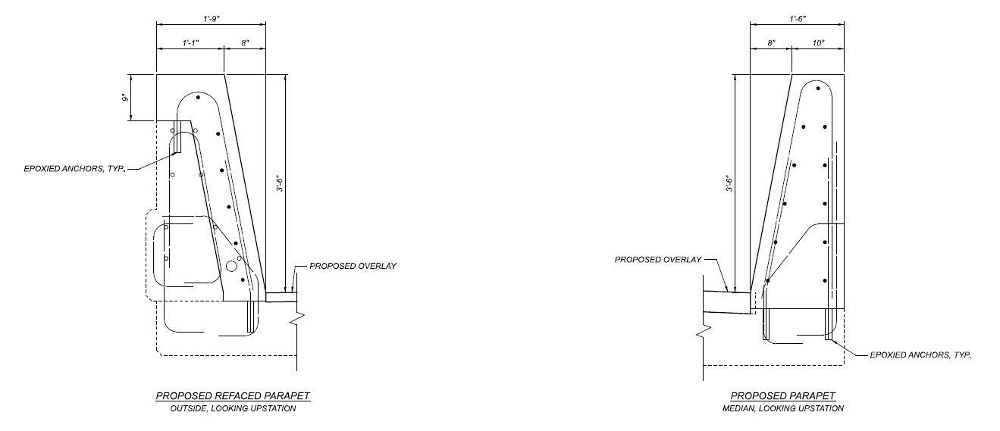 1'-9"
1'-1"
8"
9"
EPOXIED ANCHORS, TYP.
3'-6"
PROPOSED OVERLAY
PROPOSED REFACED PARAPET
OUTSIDE, LOOKING UPSTATION
1'-6"
8"
10"
3'-6"
PROPOSED OVERLAY
EPOXIED ANCHORS, TYP.
PROPOSED PARAPET
MEDIAN, LOOKING UPSTATION